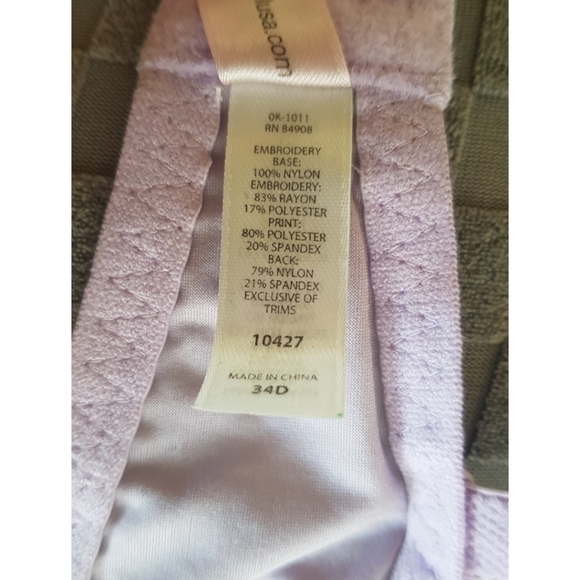 usa.com
0K-1011
RN 84908
EMBROIDERY
BASE:
100% NYLON
EMBROIDERY:
83% RAYON
17% POLYESTER
PRINT:
80% POLYESTER
20% SPANDEX
BACK:
79% NYLON
21% SPANDEX
EXCLUSIVE OF
TRIMS
10427
MADE IN CHINA
34D